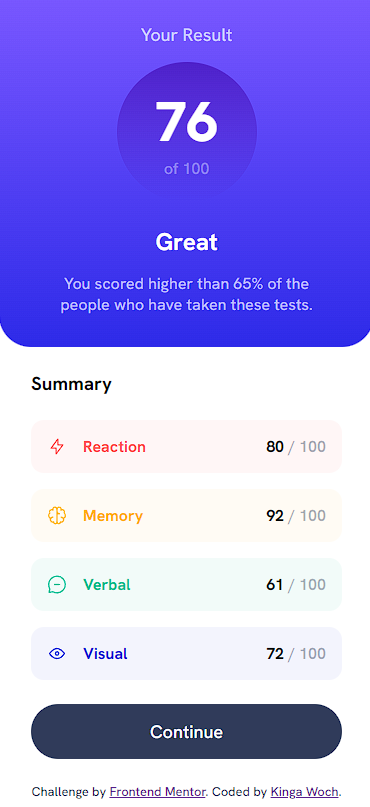 Your Result
76
of 100
Great
You scored higher than 65% of the
people who have taken these tests.
Summary
Reaction 80 / 100
Memory 92 / 100
Verbal 61 / 100
Visual 72 / 100
Continue
Challenge by Frontend Mentor. Coded by Kinga Woch.